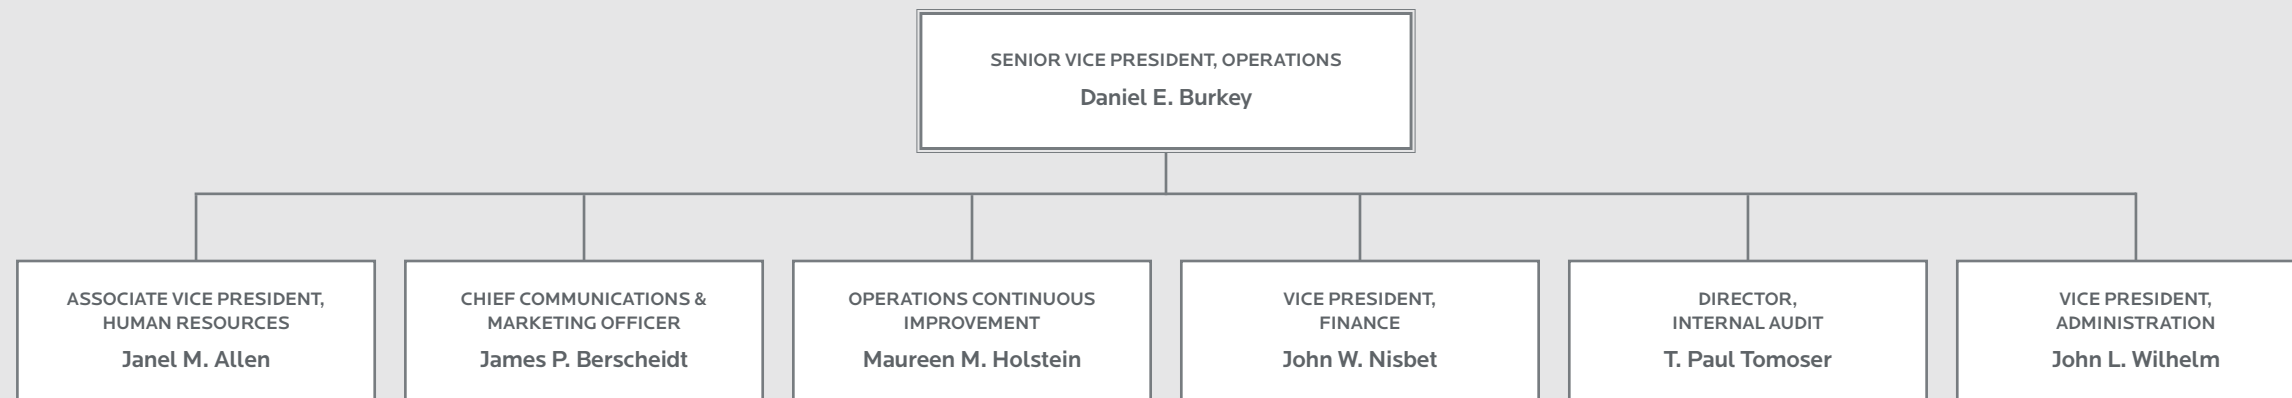 SENIOR VICE PRESIDENT, OPERATIONS
Daniel E. Burkey
ASSOCIATE VICE PRESIDENT,
HUMAN RESOURCES
Janel M. Allen
CHIEF COMMUNICATIONS &
MARKETING OFFICER
James P. Berscheidt
OPERATIONS CONTINUOUS
IMPROVEMENT
Maureen M. Holstein
VICE PRESIDENT,
FINANCE
John W. Nisbet
DIRECTOR,
INTERNAL AUDIT
T. Paul Tomoser
VICE PRESIDENT,
ADMINISTRATION
John L. Wilhelm